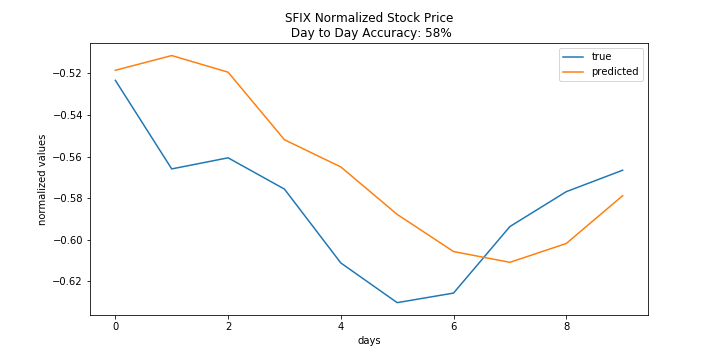 SFIX Normalized Stock Price
Day to Day Accuracy: 58%
true
predicted
normalized values
−0.52
−0.54
−0.56
−0.58
−0.60
−0.62
0
2
4
6
8
days